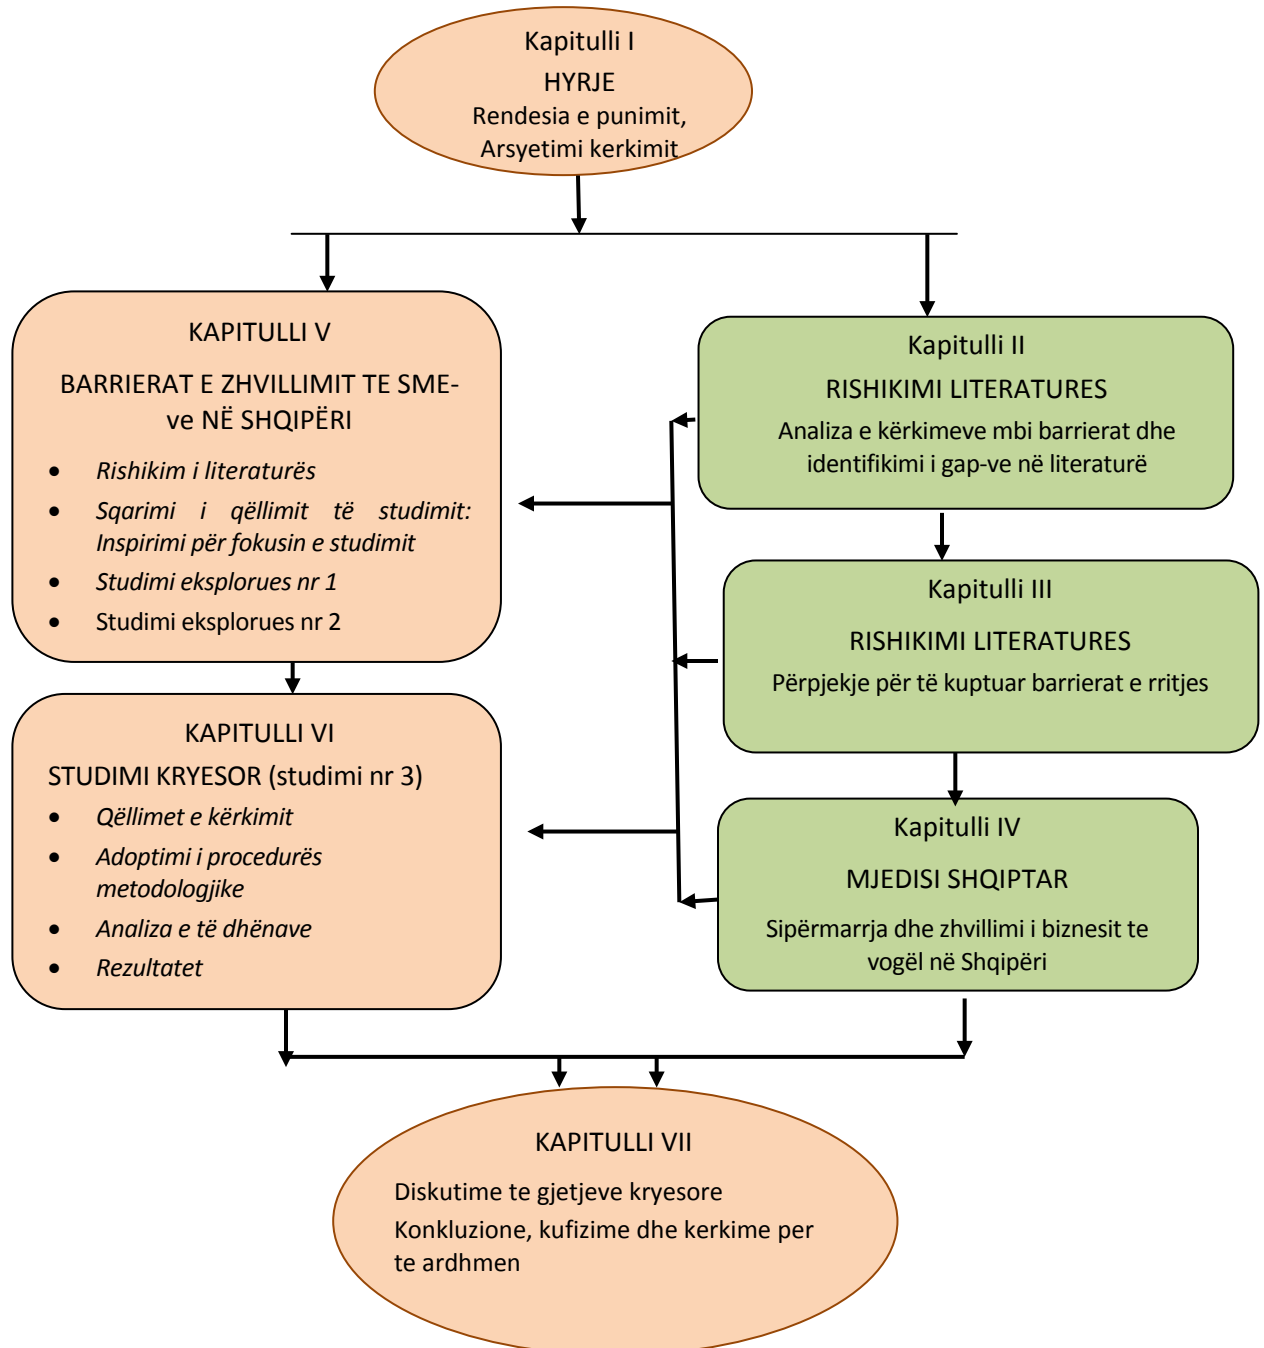 Kapitulli I
HYRJE
Rendesia e punimit,
Arsyetimi kerkimit
KAPITULLI V
BARRIERAT E ZHVILLIMIT TE SME-
ve NË SHQIPËRI
• Rishikim i literaturës
• Sqarimi i qëllimit të studimit:
Inspirimi për fokusin e studimit
• Studimi eksplorues nr 1
• Studimi eksplorues nr 2
Kapitulli II
RISHIKIMI LITERATURES
Analiza e kërkimeve mbi barrierat dhe
identifikimi i gap-ve në literaturë
Kapitulli III
RISHIKIMI LITERATURES
Përpjekje për të kuptuar barrierat e rritjes
KAPITULLI VI
STUDIMI KRYESOR (studimi nr 3)
• Qëllimet e kërkimit
• Adoptimi i procedurës
metodologjike
• Analiza e të dhënave
• Rezultatet
Kapitulli IV
MJEDISI SHQIPTAR
Sipërmarrja dhe zhvillimi i biznesit te
vogël në Shqipëri
KAPITULLI VII
Diskutime te gjetjeve kryesore
Konkluzione, kufizime dhe kerkime per
te ardhmen